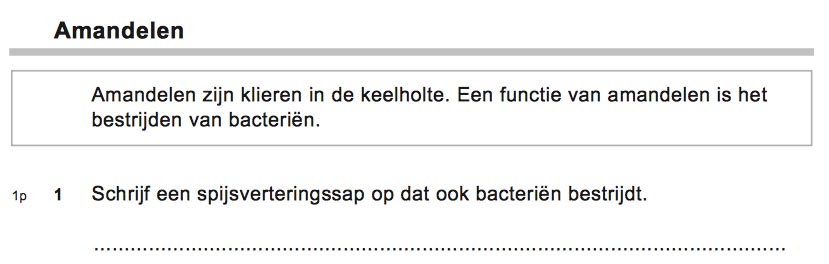 Amandelen
Amandelen zijn klieren in de keelholte. Een functie van amandelen is het
bestrijden van bacteriën.
1p 1 Schrijf een spijsverteringssap op dat ook bacteriën bestrijdt.
................................................................................................................